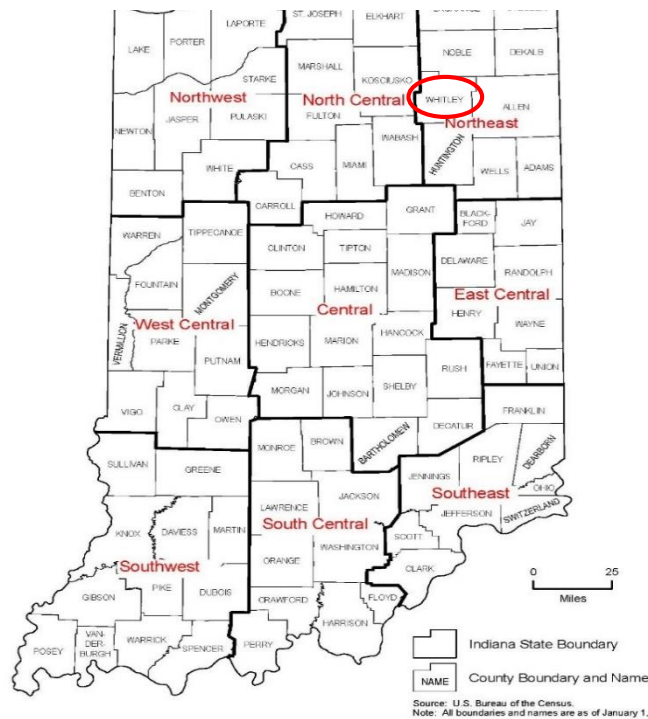 LAPORTE
ST. JOSEPH
ELKHART
LAKE
PORTER
NOBLE
DEKALB
MARSHALL
KOSCIUSKO
STARKE
Northwest
North Central
WHITLEY
ALLEN
Northeast
NEWTON
JASPER
PULASKI
FULTON
WABASH
HUNTINGTON
WHITE
CASS
MIAMI
WELLS
ADAMS
BENTON
CARROLL
HOWARD
GRANT
BLACK-
FORD
JAY
WARREN
TIPPECANOE
CLINTON
TIPTON
DELAWARE
RANDOLPH
MADISON
FOUNTAIN
MONTGOMERY
BOONE
HAMILTON
East Central
Central
HENRY
West Central
VERMILLION
PARKE
HENDRICKS
MARION
HANCOCK
WAYNE
PUTNAM
RUSH
FAYETTE
UNION
MORGAN
JOHNSON
SHELBY
VIGO
CLAY
OWEN
FRANKLIN
DECATUR
BARTHOLOMEW
MONROE
BROWN
DEARBORN
RIPLEY
SULLIVAN
GREENE
JENNINGS
Southeast
OHIO
JACKSON
LAWRENCE
JEFFERSON
SWITZERLAND
South Central
KNOX
DAVIESS
MARTIN
SCOTT
WASHINGTON
ORANGE
Southwest
CLARK
PIKE
DUBOIS
GIBSON
CRAWFORD
FLOYD
HARRISON
0 25
Miles
POSEY
VAN-
DER-
BURGH
WARRICK
SPENCER
PERRY
Indiana State Boundary
NAME County Boundary and Name
Source: U.S. Bureau of the Census.
Note: All boundaries and names are as of January 1,